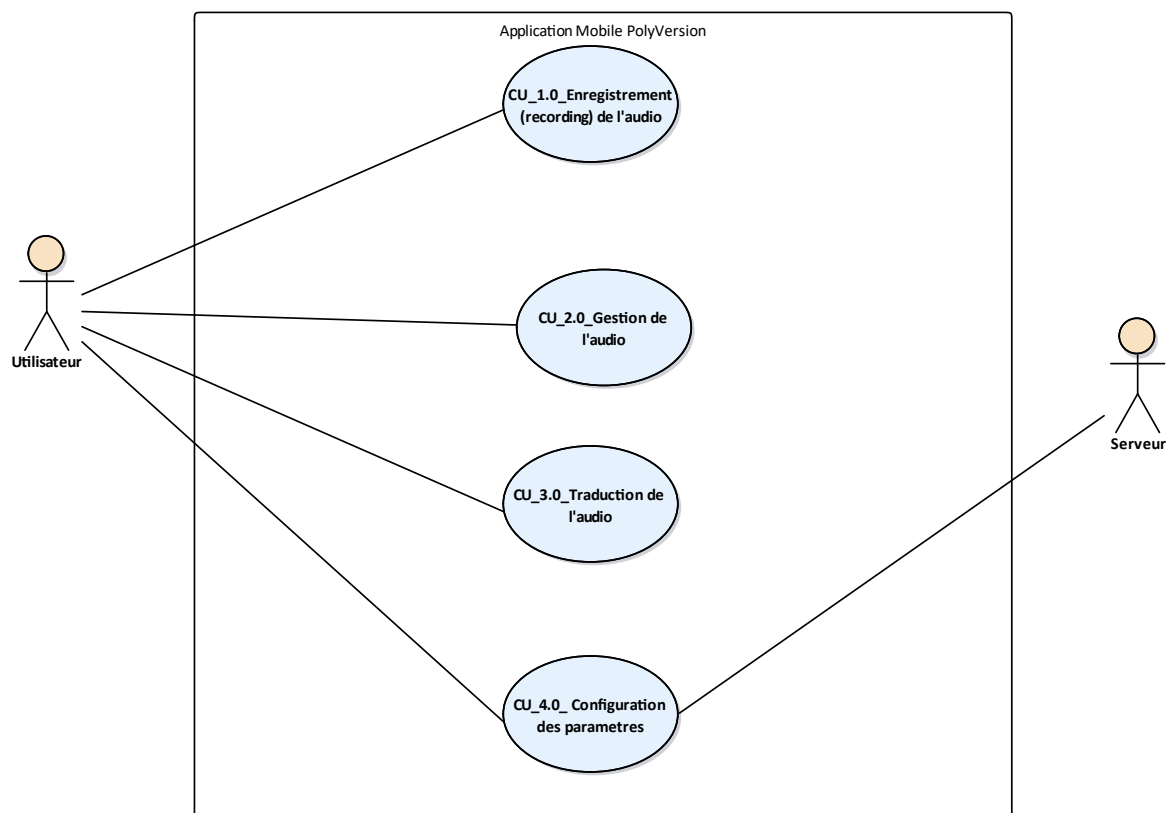 Application Mobile PolyVersion
CU_1.0_Enregistrement
(recording) de l'audio
Utilisateur
CU_2.0_Gestion de
l'audio
Serveur
CU_3.0_Traduction de
l'audio
CU_4.0_ Configuration
des parametres